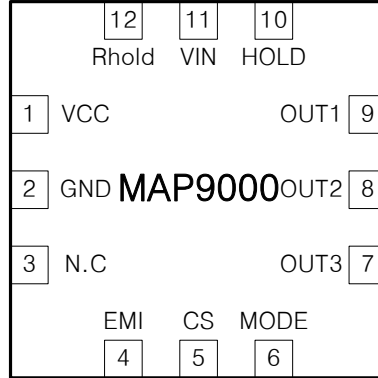 12 11 10
Rhold VIN HOLD
1 VCC OUT1 9
2 GND MAP9000 OUT2 8
3 N.C OUT3 7
EMI CS MODE
4 5 6